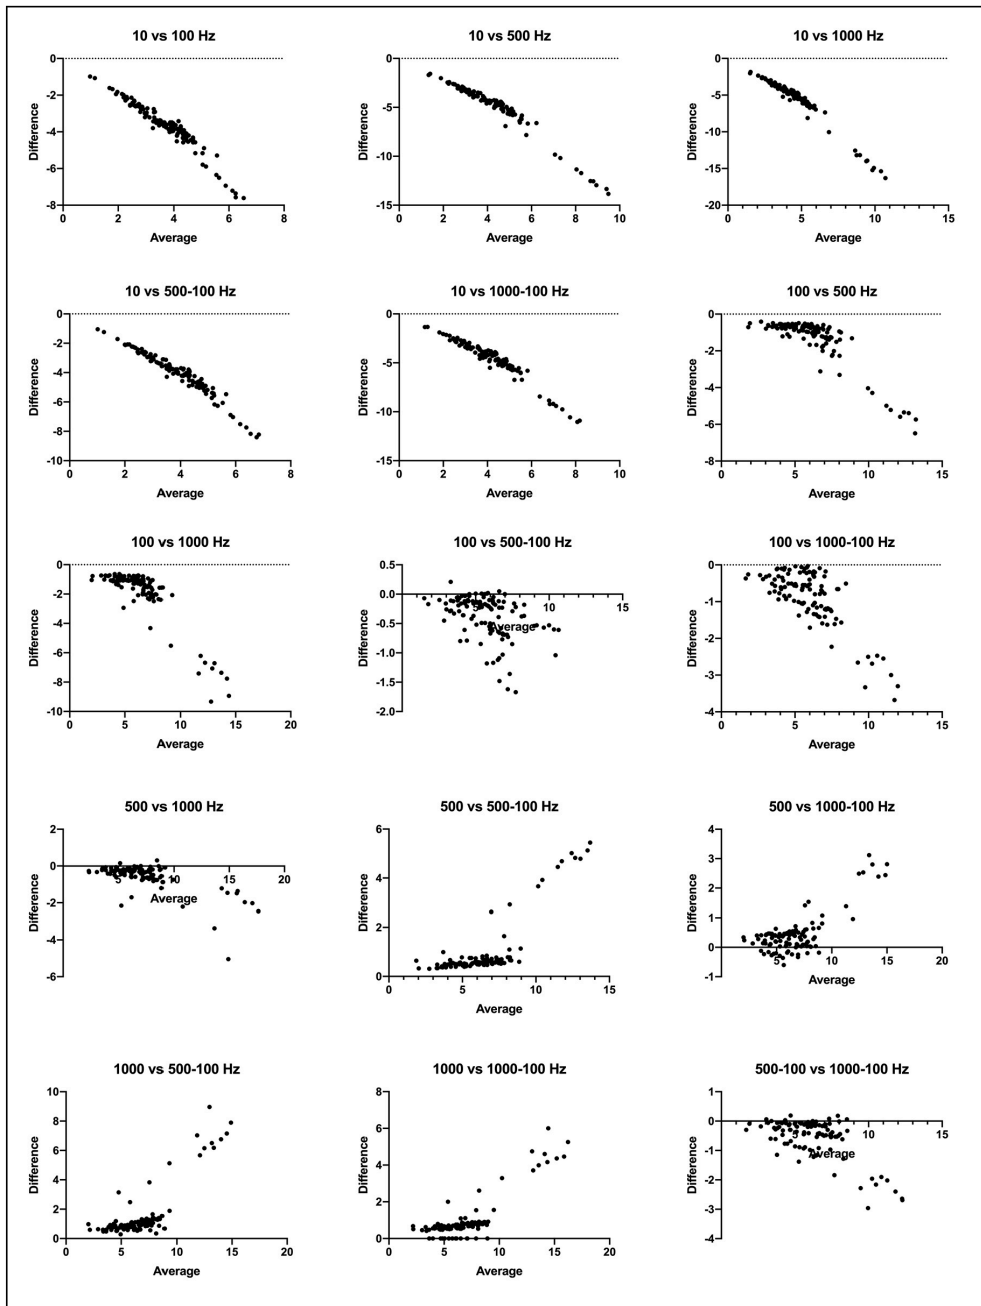 10 vs 100 Hz
10 vs 500 Hz
10 vs 1000 Hz
0
-2
-4
-6
-8
Difference
0 2 4 6 8
Average
0
-5
-10
-15
Difference
0 2 4 6 8 10
Average
0
-5
-10
-15
-20
Difference
0 5 10 15
Average
10 vs 500-100 Hz
10 vs 1000-100 Hz
100 vs 500 Hz
0
-2
-4
-6
-8
-10
Difference
0 2 4 6 8
Average
0
-5
-10
-15
Difference
0 2 4 6 8 10
Average
0
-2
-4
-6
-8
Difference
0 5 10 15
Average
100 vs 1000 Hz
100 vs 500-100 Hz
100 vs 1000-100 Hz
0
-2
-4
-6
-8
-10
Difference
0 5 10 15 20
Average
0.5
0.0
-0.5
-1.0
-1.5
-2.0
Difference
5 10 15
Average
0
-1
-2
-3
-4
Difference
0 5 10 15
Average
500 vs 1000 Hz
500 vs 500-100 Hz
500 vs 1000-100 Hz
2
0
-2
-4
-6
Difference
5 10 15 20
Average
6
4
2
0
Difference
0 5 10 15
Average
4
3
2
1
0
-1
Difference
5 10 15 20
Average
1000 vs 500-100 Hz
1000 vs 1000-100 Hz
500-100 vs 1000-100 Hz
10
8
6
4
2
0
Difference
0 5 10 15 20
Average
8
6
4
2
0
Difference
0 5 10 15 20
Average
1
0
-1
-2
-3
-4
Difference
5 10 15
Average